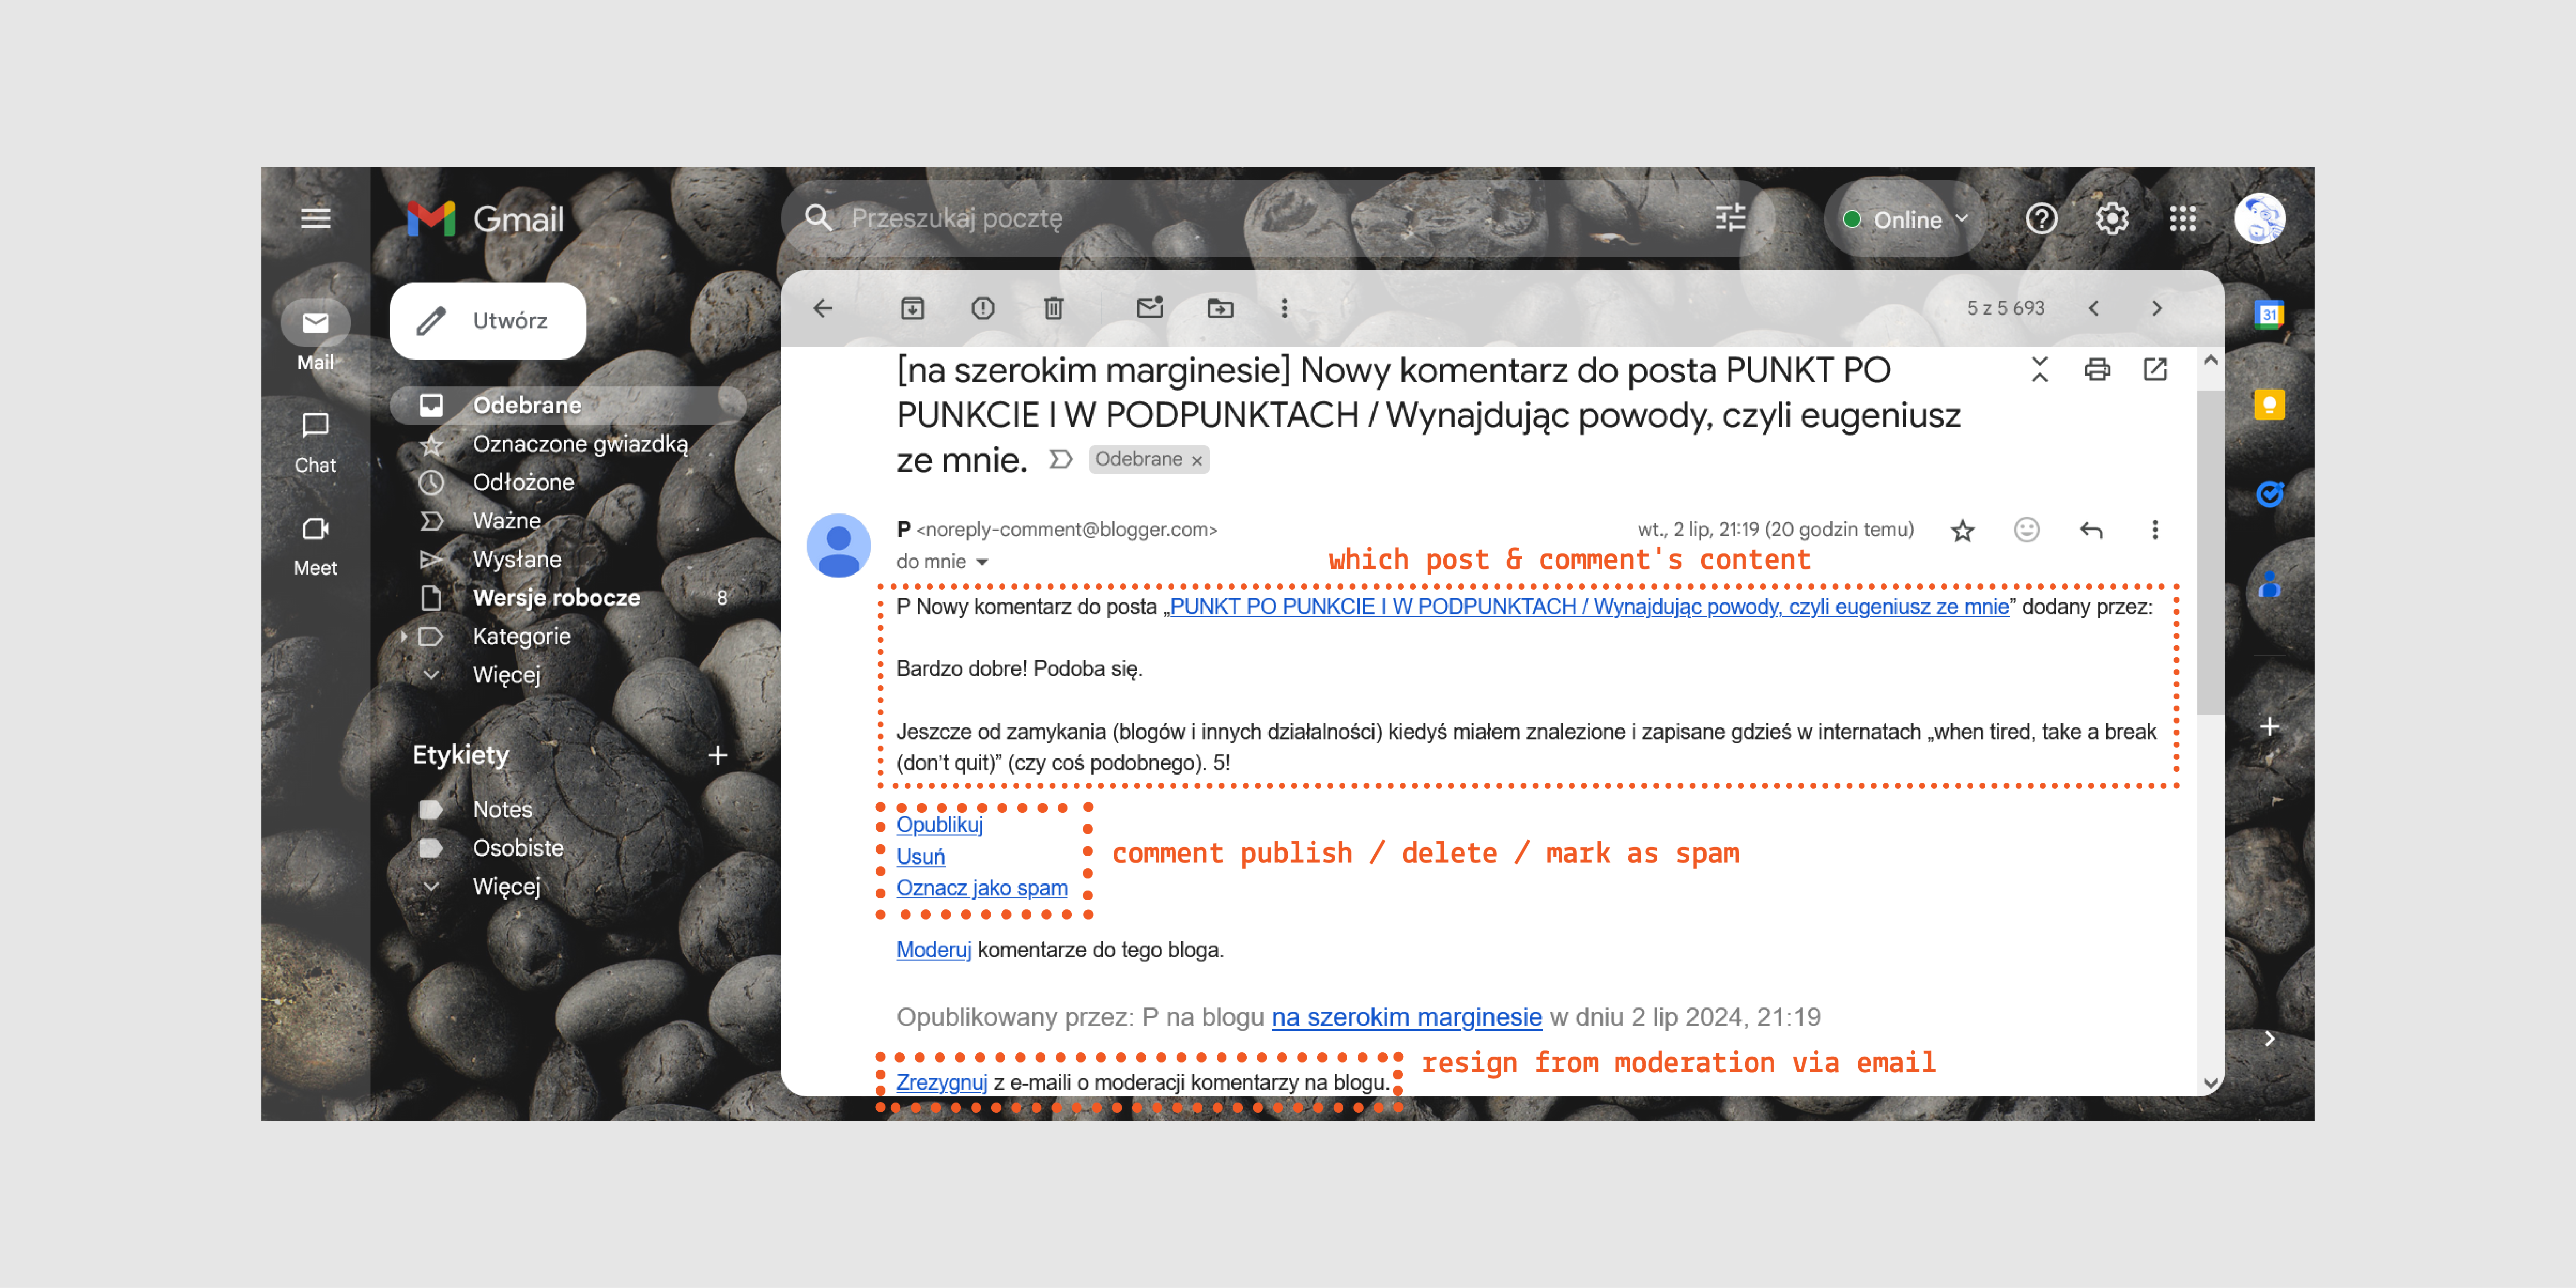 Gmail
Przeszukaj pocztę
Online
Mail
Chat
Meet
Utwórz
Odebrane
Oznaczone gwiazdką
Odłożone
Ważne
Wysłane
Wersje robocze 8
Kategorie
Więcej
Etykiety
Notes
Osobiste
Więcej
5 z 5 693
31
[na szerokim marginesie] Nowy komentarz do posta PUNKT PO
PUNKCIE I W PODPUNKTACH / Wynajdując powody, czyli eugeniusz
ze mnie. Odebrane x
P <noreply-comment@blogger.com> wt., 2 lip, 21:19 (20 godzin temu)
do mnie
which post & comment's content
P Nowy komentarz do posta „PUNKT PO PUNKCIE I W PODPUNKTACH / Wynajdując powody, czyli eugeniusz ze mnie” dodany przez:
Bardzo dobre! Podoba się.
Jeszcze od zamykania (blogów i innych działalności) kiedyś miałem znalezione i zapisane gdzieś w internatach „when tired, take a break
(don’t quit)” (czy coś podobnego). 5!
Opublikuj
Usuń
Oznacz jako spam
comment publish / delete / mark as spam
Moderuj komentarze do tego bloga.
Opublikowany przez: P na blogu na szerokim marginesie w dniu 2 lip 2024, 21:19
resign from moderation via email
Zrezygnuj z e-maili o moderacji komentarzy na blogu.